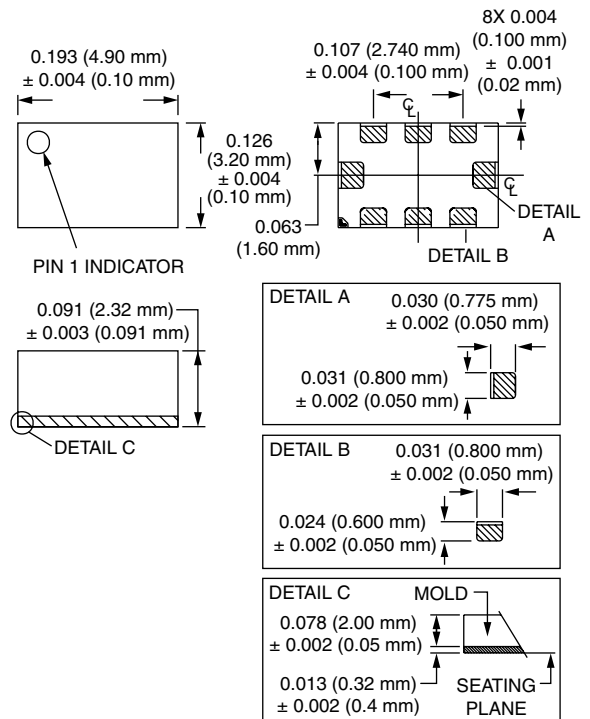 0.193 (4.90 mm)
± 0.004 (0.10 mm)
0.126
(3.20 mm)
± 0.004
(0.10 mm)
PIN 1 INDICATOR
0.107 (2.740 mm)
± 0.004 (0.100 mm)
8X 0.004
(0.100 mm)
± 0.001
(0.02 mm)
CL
CL
0.063
(1.60 mm)
DETAIL
A
DETAIL B
0.091 (2.32 mm)
± 0.003 (0.091 mm)
DETAIL C
DETAIL A
0.030 (0.775 mm)
± 0.002 (0.050 mm)
0.031 (0.800 mm)
± 0.002 (0.050 mm)
DETAIL B
0.031 (0.800 mm)
± 0.002 (0.050 mm)
0.024 (0.600 mm)
± 0.002 (0.050 mm)
DETAIL C
MOLD
0.078 (2.00 mm)
± 0.002 (0.05 mm)
0.013 (0.32 mm)
± 0.002 (0.4 mm)
SEATING
PLANE